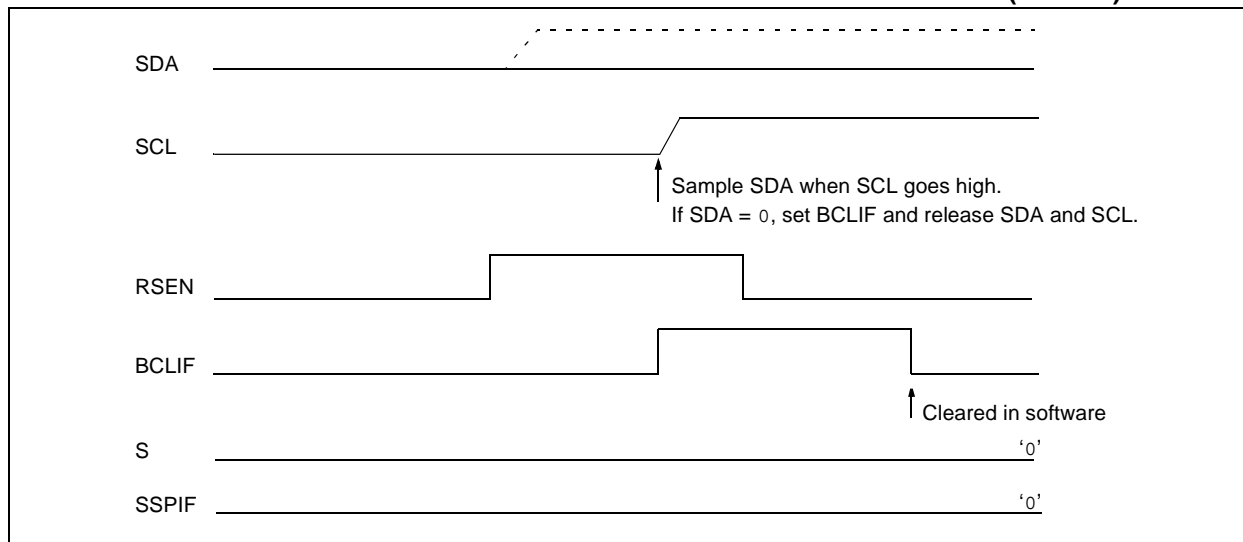 SDA
SCL
Sample SDA when SCL goes high.
If SDA = 0, set BCLIF and release SDA and SCL.
RSEN
BCLIF
Cleared in software
S
‘0’
SSPIF
‘0’